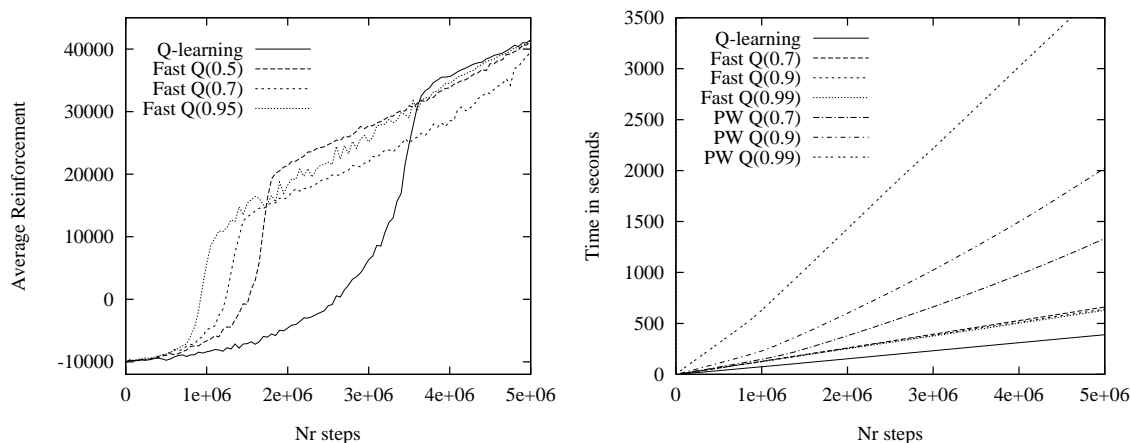 40000
30000
20000
10000
0
-10000
Average Reinforcement
Q-learning
Fast Q(0.5)
Fast Q(0.7)
Fast Q(0.95)
0
1e+06
2e+06
3e+06
4e+06
5e+06
Nr steps
3500
3000
2500
2000
1500
1000
500
0
Time in seconds
Q-learning
Fast Q(0.7)
Fast Q(0.9)
Fast Q(0.99)
PW Q(0.7)
PW Q(0.9)
PW Q(0.99)
0
1e+06
2e+06
3e+06
4e+06
5e+06
Nr steps